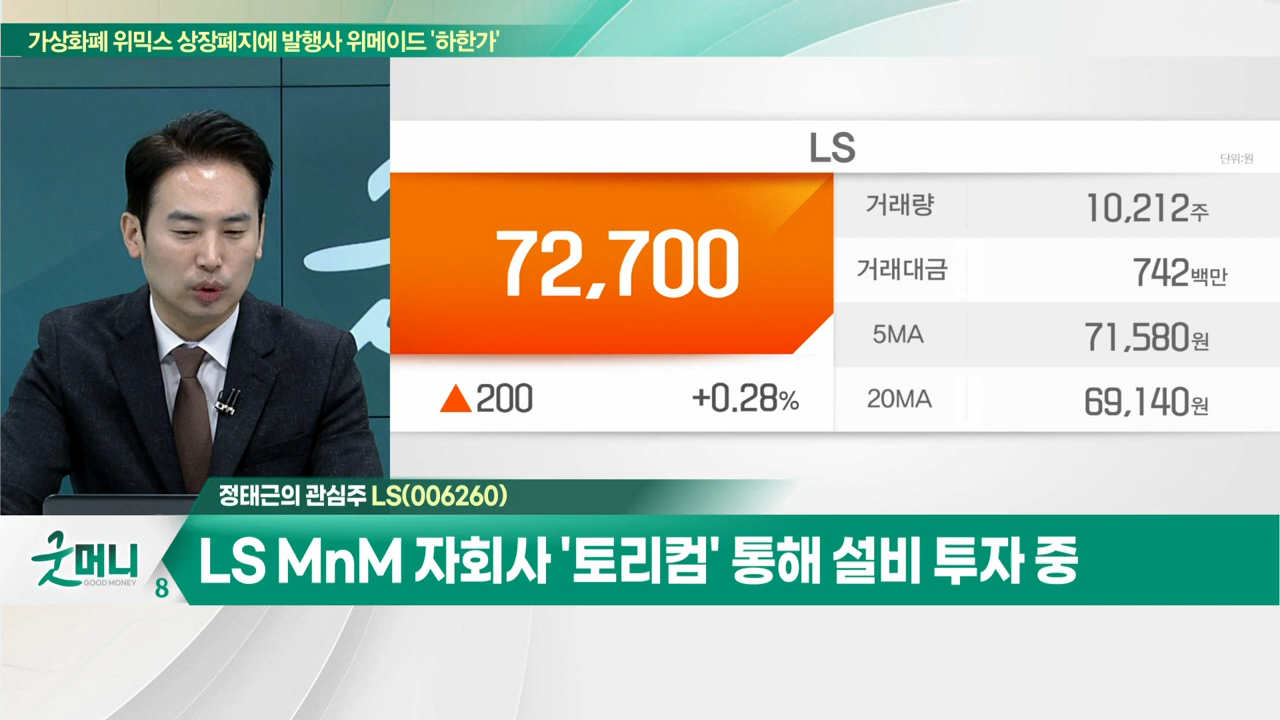 가상화폐 위믹스 상장폐지에 발행사 위메이드 '하한가'
LS
단위:원
72,700
▲200 +0.28%
거래량 10,212주
거래대금 742백만
5MA 71,580원
20MA 69,140원
정태근의 관심주 LS(006260)
굿머니
GOOD MONEY
8
LS MnM 자회사 '토리컴' 통해 설비 투자 중